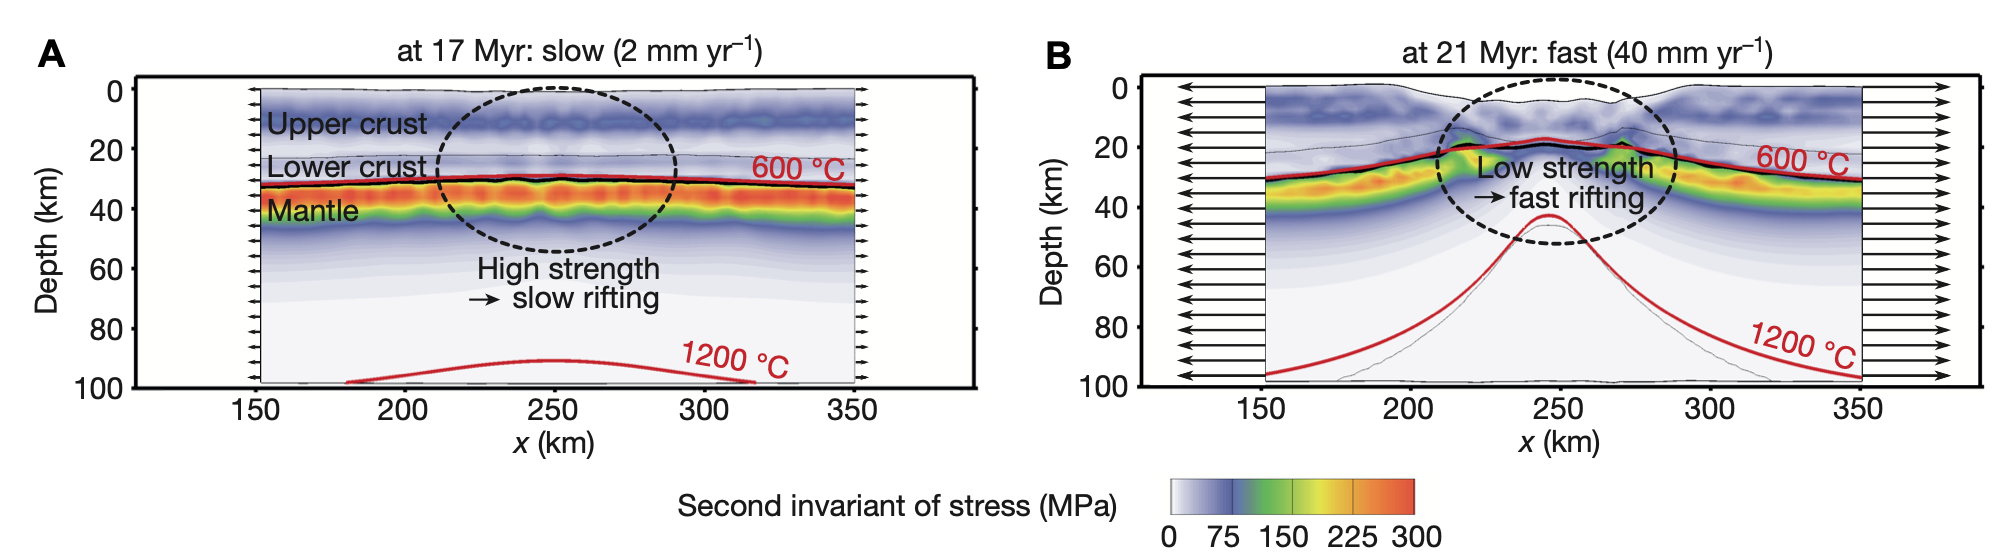 A
at 17 Myr: slow (2 mm yr⁻¹)
0
20
40
60
80
100
Depth (km)
Upper crust
Lower crust
600 °C
Mantle
High strength
→ slow rifting
1200 °C
150 200 250 300 350
x (km)
B
at 21 Myr: fast (40 mm yr⁻¹)
0
20
40
60
80
100
Depth (km)
600 °C
Low strength
→ fast rifting
1200 °C
150 200 250 300 350
x (km)
Second invariant of stress (MPa)
0 75 150 225 300